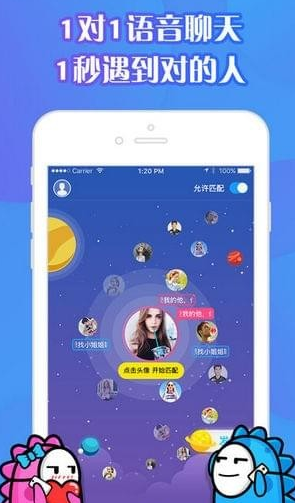 1对1语音聊天
1秒遇到对的人
Carrier
1:20 PM
100%
允许匹配
找我的他、
找我的他、
找小姐姐
找小姐姐
点击头像 开始匹配